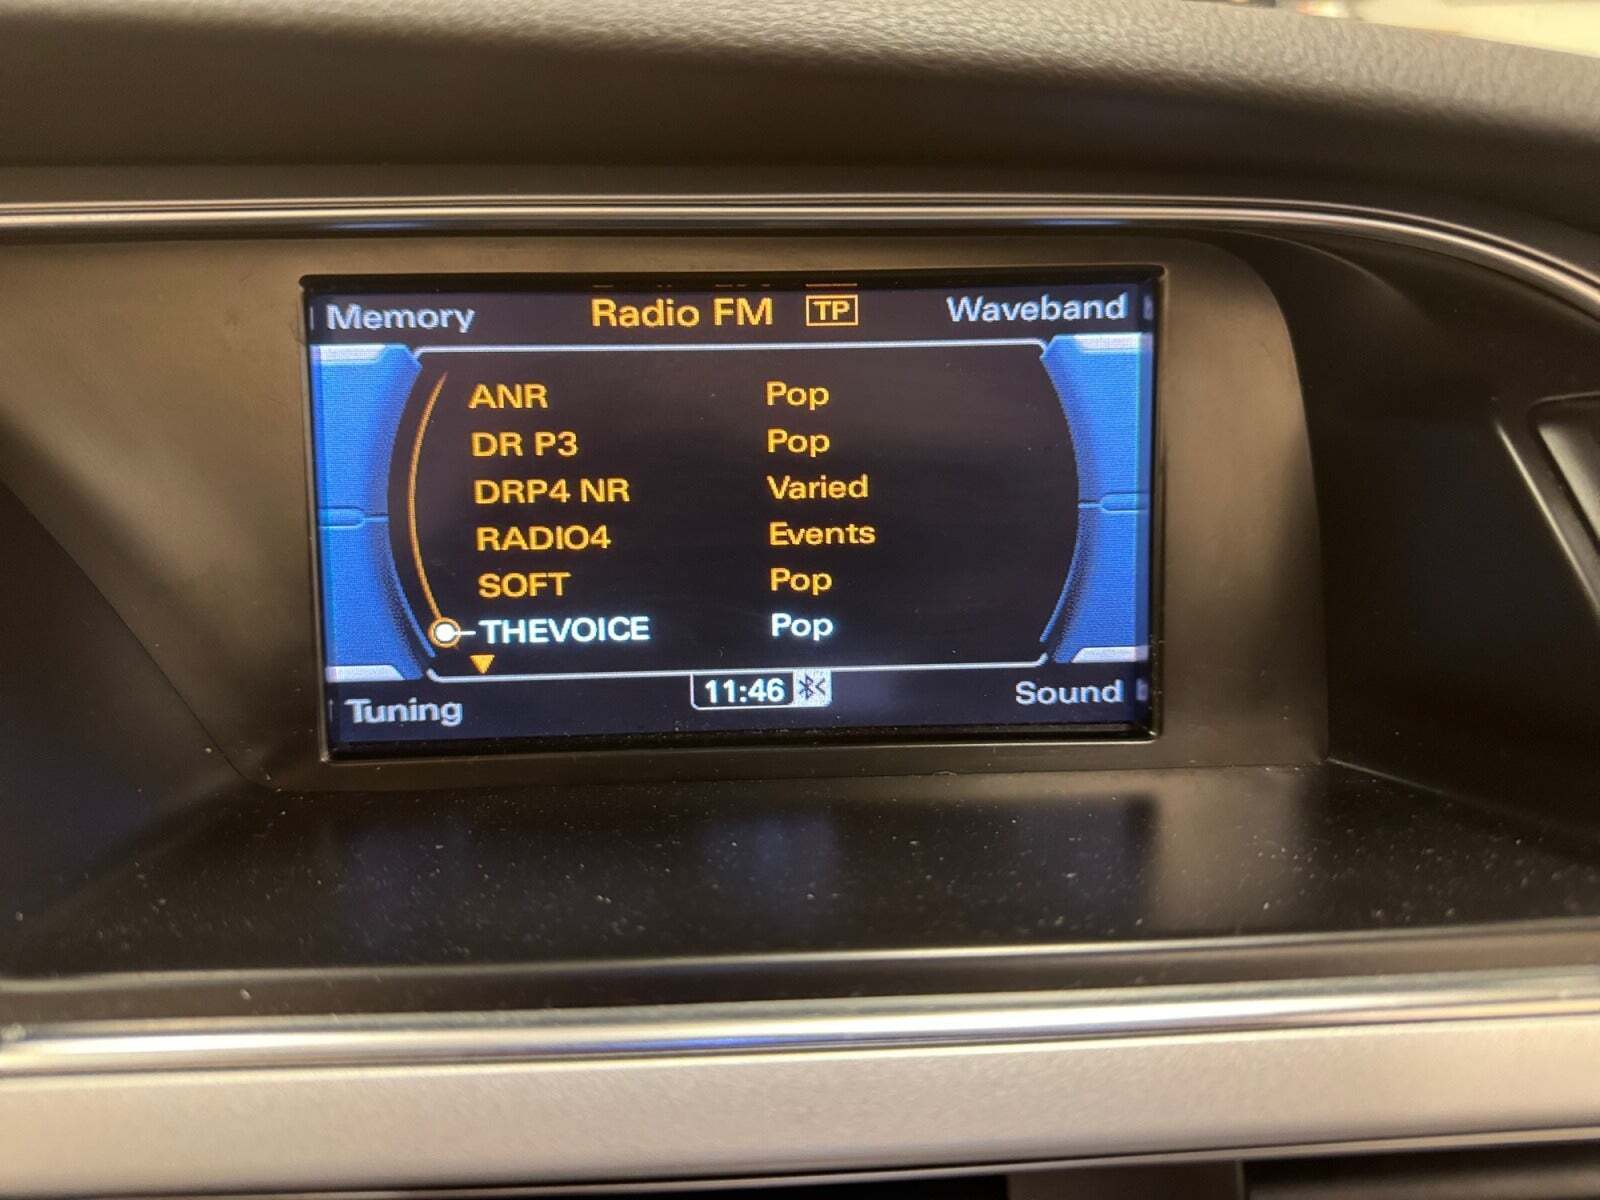 Memory Radio FM TP Waveband
ANR Pop
DR P3 Pop
DRP4 NR Varied
RADIO4 Events
SOFT Pop
THEVOICE Pop
11:46
Tuning Sound